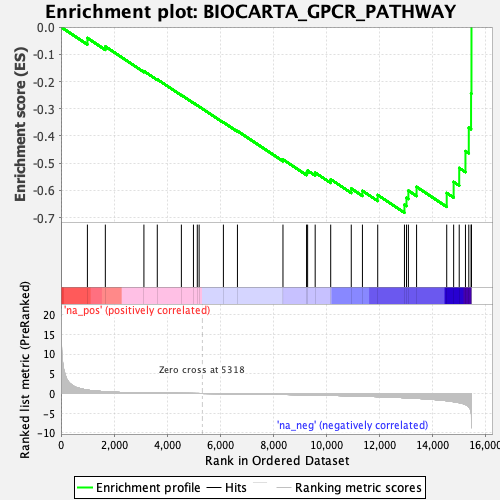 Enrichment plot: BIOCARTA_GPCR_PATHWAY
Enrichment score (ES)
0.0
-0.1
-0.2
-0.3
-0.4
-0.5
-0.6
-0.7
'na_pos' (positively correlated)
Ranked list metric (PreRanked)
20
15
10
5
0
-5
-10
Zero cross at 5318
'na_neg' (negatively correlated)
0 2,000 4,000 6,000 8,000 10,000 12,000 14,000 16,000
Rank in Ordered Dataset
Enrichment profile Hits Ranking metric scores